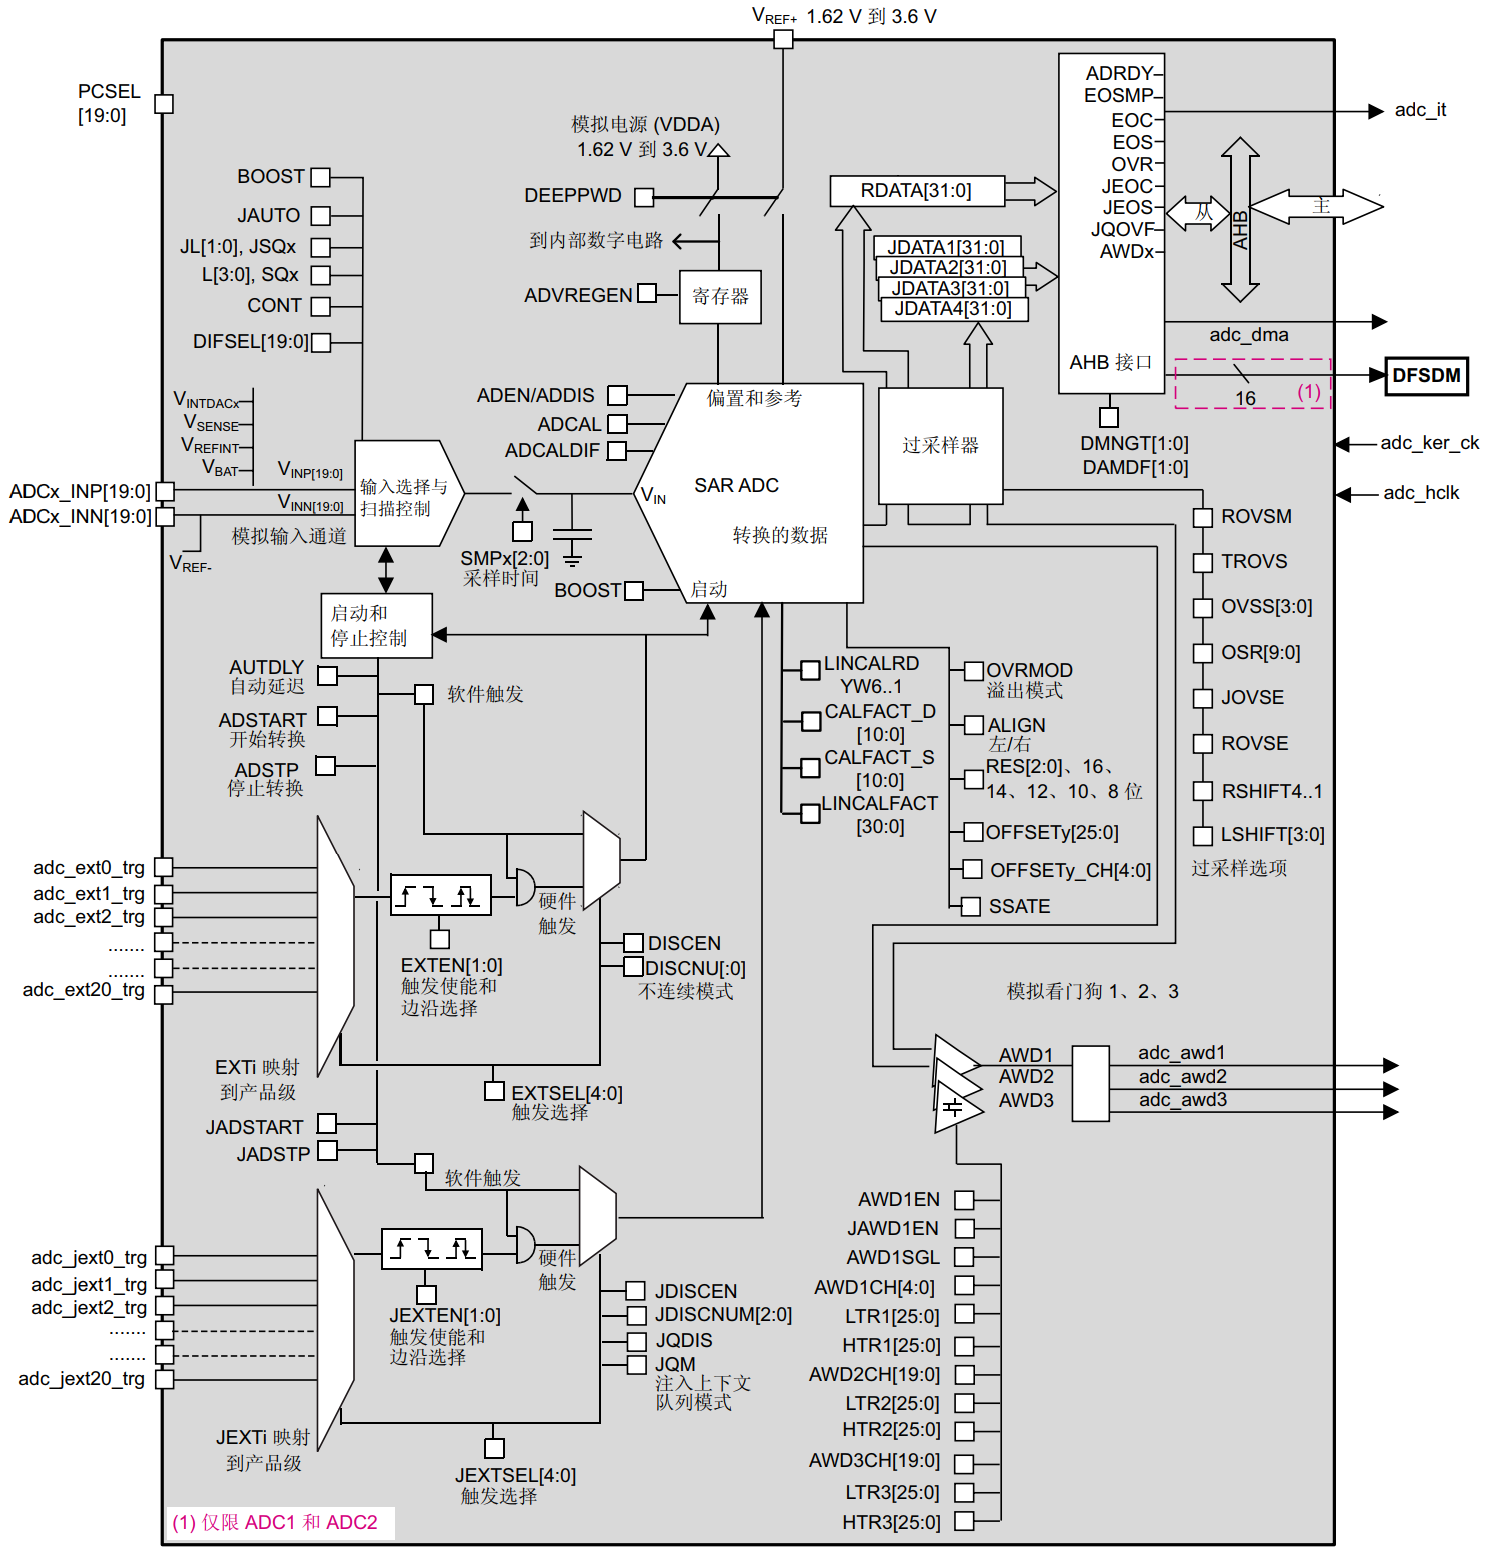 VREF+ 1.62 V 到 3.6 V
PCSEL
[19:0]
模拟电源 (VDDA)
1.62 V 到 3.6 V
BOOST
JAUTO
JL[1:0], JSQx
L[3:0], SQx
CONT
DIFSEL[19:0]
DEEPPWD
到内部数字电路
ADVREGEN
寄存器
RDATA[31:0]
JDATA1[31:0]
JDATA2[31:0]
JDATA3[31:0]
JDATA4[31:0]
ADRDY
EOSMP
EOC
EOS
OVR
JEOC
JEOS
JQOVF
AWDx
AHB 接口
从
AHB
主
adc_it
adc_dma
16
(1)
DFSDM
DMNGT[1:0]
DAMDF[1:0]
adc_ker_ck
adc_hclk
VINTDACx
VSENSE
VREFINT
VBAT
VINP[19:0]
VINN[19:0]
ADCx_INP[19:0]
ADCx_INN[19:0]
VREF-
模拟输入通道
输入选择与
扫描控制
SMPx[2:0]
采样时间
ADEN/ADDIS
ADCAL
ADCALDIF
偏置和参考
VIN
SAR ADC
转换的数据
BOOST
启动
过采样器
ROVSM
TROVS
OVSS[3:0]
OSR[9:0]
JOVSE
ROVSE
RSHIFT4..1
LSHIFT[3:0]
过采样选项
启动和
停止控制
AUTDLY
自动延迟
ADSTART
开始转换
ADSTP
停止转换
软件触发
LINCALRD
YW6..1
CALFACT_D
[10:0]
CALFACT_S
[10:0]
LINCALFACT
[30:0]
OVRMOD
溢出模式
ALIGN
左/右
RES[2:0]、16、
14、12、10、8 位
OFFSETy[25:0]
OFFSETy_CH[4:0]
SSATE
adc_ext0_trg
adc_ext1_trg
adc_ext2_trg
.......
.......
adc_ext20_trg
硬件
触发
EXTEN[1:0]
触发使能和
边沿选择
DISCEN
DISCNU[:0]
不连续模式
EXTi 映射
到产品级
EXTSEL[4:0]
触发选择
模拟看门狗 1、2、3
AWD1
AWD2
AWD3
adc_awd1
adc_awd2
adc_awd3
JADSTART
JADSTP
软件触发
adc_jext0_trg
adc_jext1_trg
adc_jext2_trg
.......
.......
adc_jext20_trg
硬件
触发
JEXTEN[1:0]
触发使能和
边沿选择
JDISCEN
JDISCNUM[2:0]
JQDIS
JQM
注入上下文
队列模式
JEXTi 映射
到产品级
JEXTSEL[4:0]
触发选择
AWD1EN
JAWD1EN
AWD1SGL
AWD1CH[4:0]
LTR1[25:0]
HTR1[25:0]
AWD2CH[19:0]
LTR2[25:0]
HTR2[25:0]
AWD3CH[19:0]
LTR3[25:0]
HTR3[25:0]
(1) 仅限 ADC1 和 ADC2